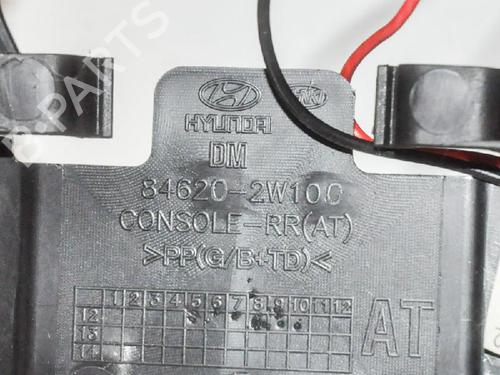 HYUNDAI
DM
84620-2W100
CONSOLE-RR(AT)
>PP(G/B+TD)<
1 2 3 4 5 6 7 8 9 10 11 12
12
13
14
AT